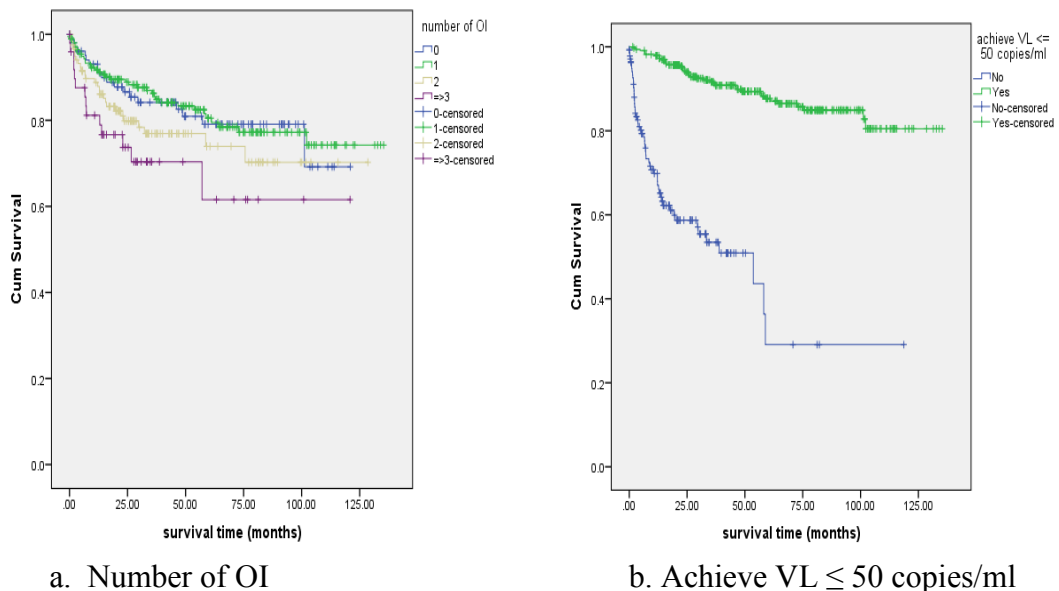 number of OI
0
1
2
=>3
0-censored
1-censored
2-censored
=>3-censored
Cum Survival
1.0
0.8
0.6
0.4
0.2
0.0
.00 25.00 50.00 75.00 100.00 125.00
survival time (months)
a. Number of OI
achieve VL <=
50 copies/ml
No
Yes
No-censored
Yes-censored
Cum Survival
1.0
0.8
0.6
0.4
0.2
0.0
.00 25.00 50.00 75.00 100.00 125.00
survival time (months)
b. Achieve VL ≤ 50 copies/ml